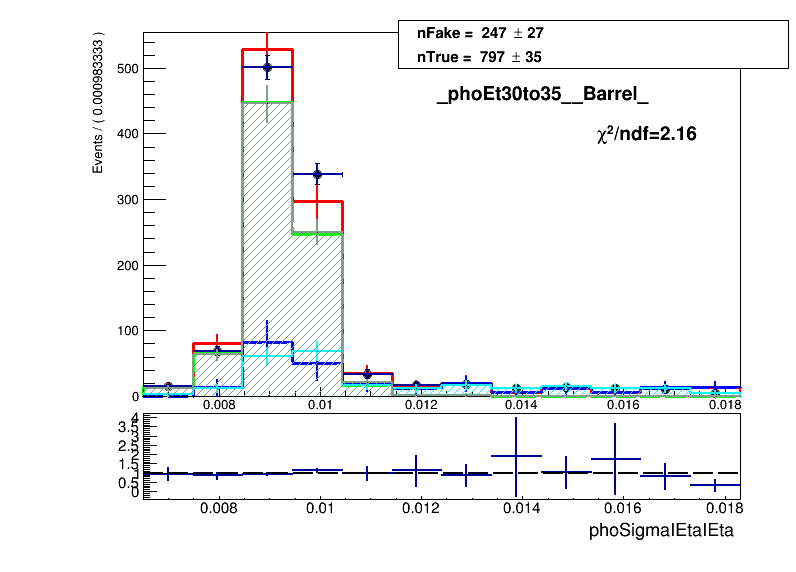 nFake = 247 ± 27
nTrue = 797 ± 35
_phoEt30to35__Barrel_
χ²/ndf=2.16
Events / ( 0.000983333 )
500
400
300
200
100
0
0.008 0.01 0.012 0.014 0.016 0.018
4
3.5
3
2.5
2
1.5
1
0.5
0
0.008 0.01 0.012 0.014 0.016 0.018
phoSigmaIEtaIEta